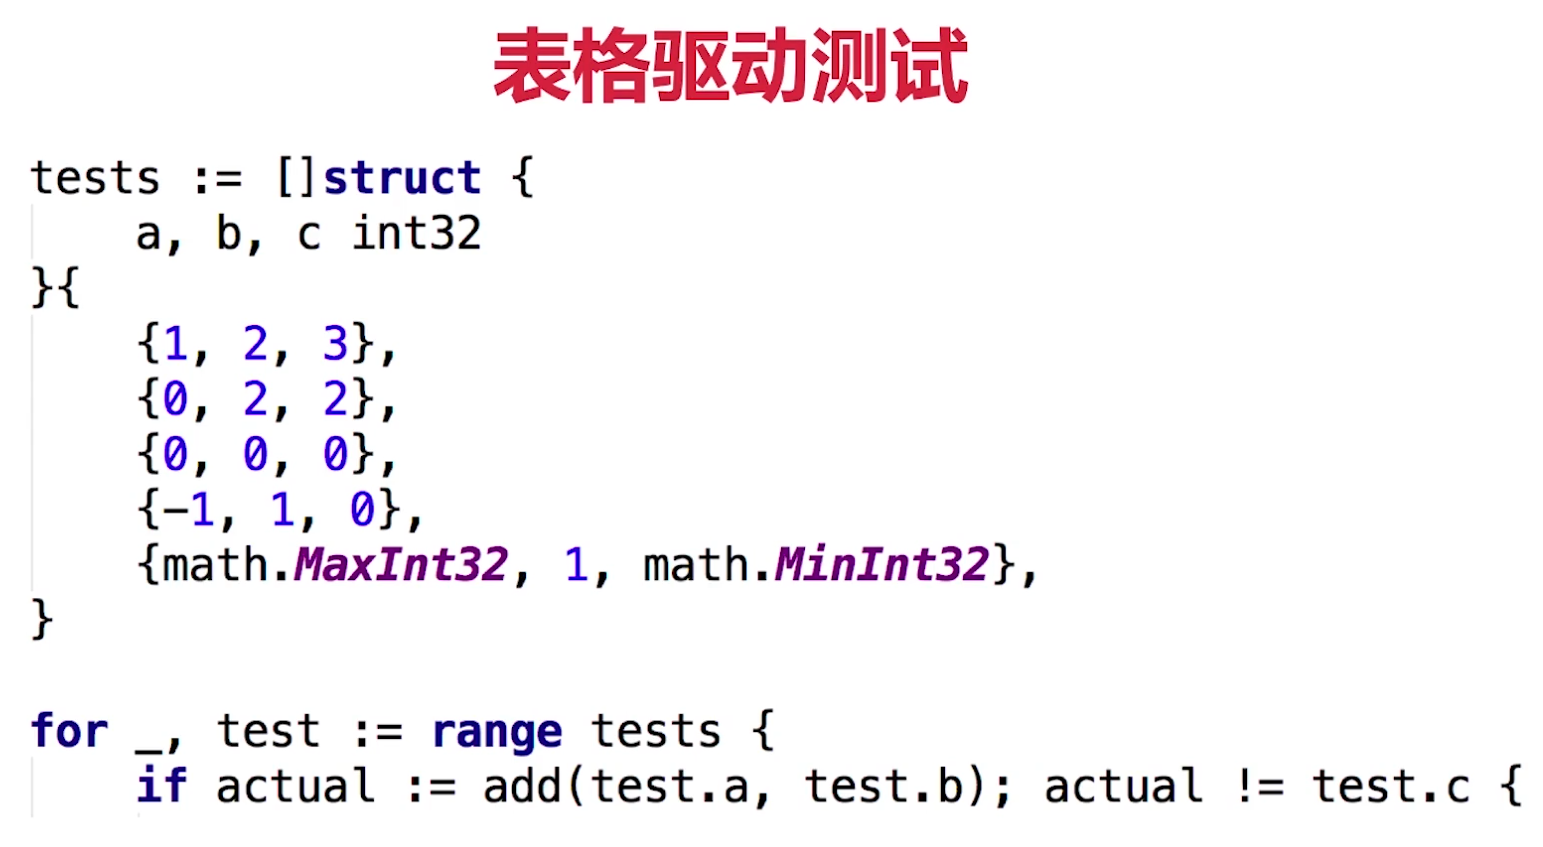 表格驱动测试
tests := []struct {
    a, b, c int32
}{
    {1, 2, 3},
    {0, 2, 2},
    {0, 0, 0},
    {-1, 1, 0},
    {math.MaxInt32, 1, math.MinInt32},
}
for _, test := range tests {
    if actual := add(test.a, test.b); actual != test.c {